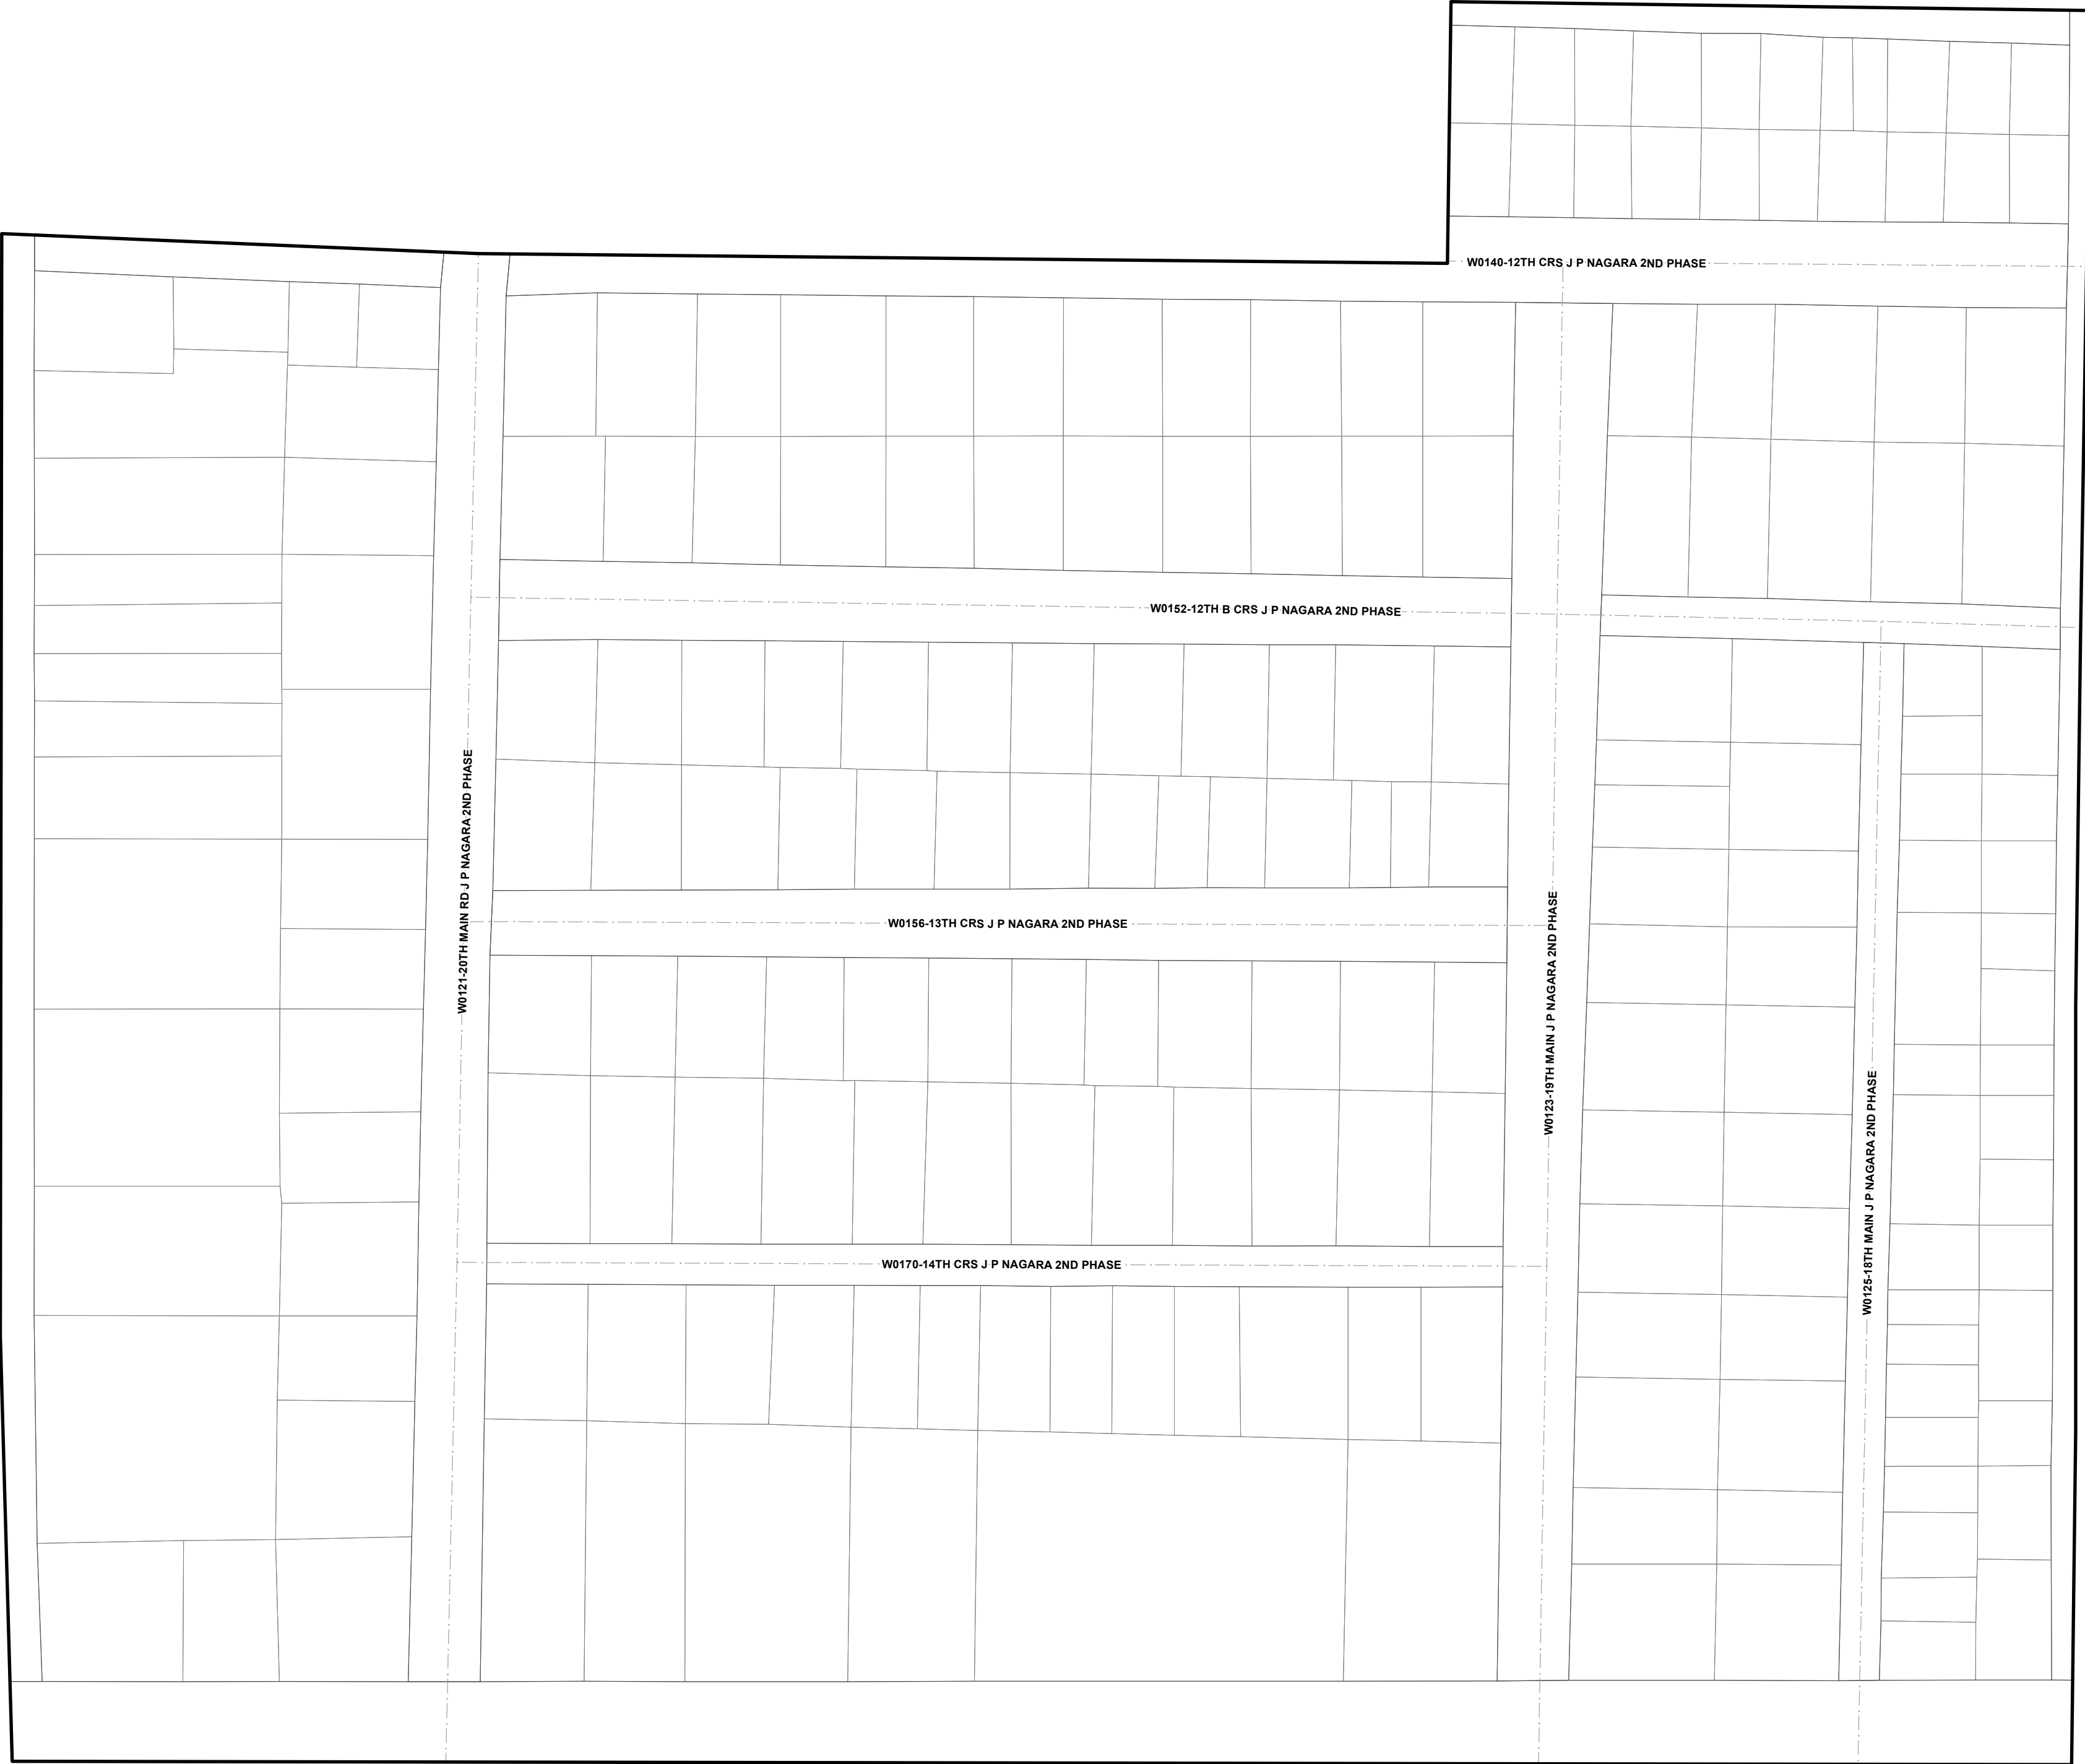 W0140-12TH CRS J P NAGARA 2ND PHASE
W0152-12TH B CRS J P NAGARA 2ND PHASE
W0121-20TH MAIN RD J P NAGARA 2ND PHASE
W0156-13TH CRS J P NAGARA 2ND PHASE
W0123-19TH MAIN J P NAGARA 2ND PHASE
W0125-18TH MAIN J P NAGARA 2ND PHASE
W0170-14TH CRS J P NAGARA 2ND PHASE